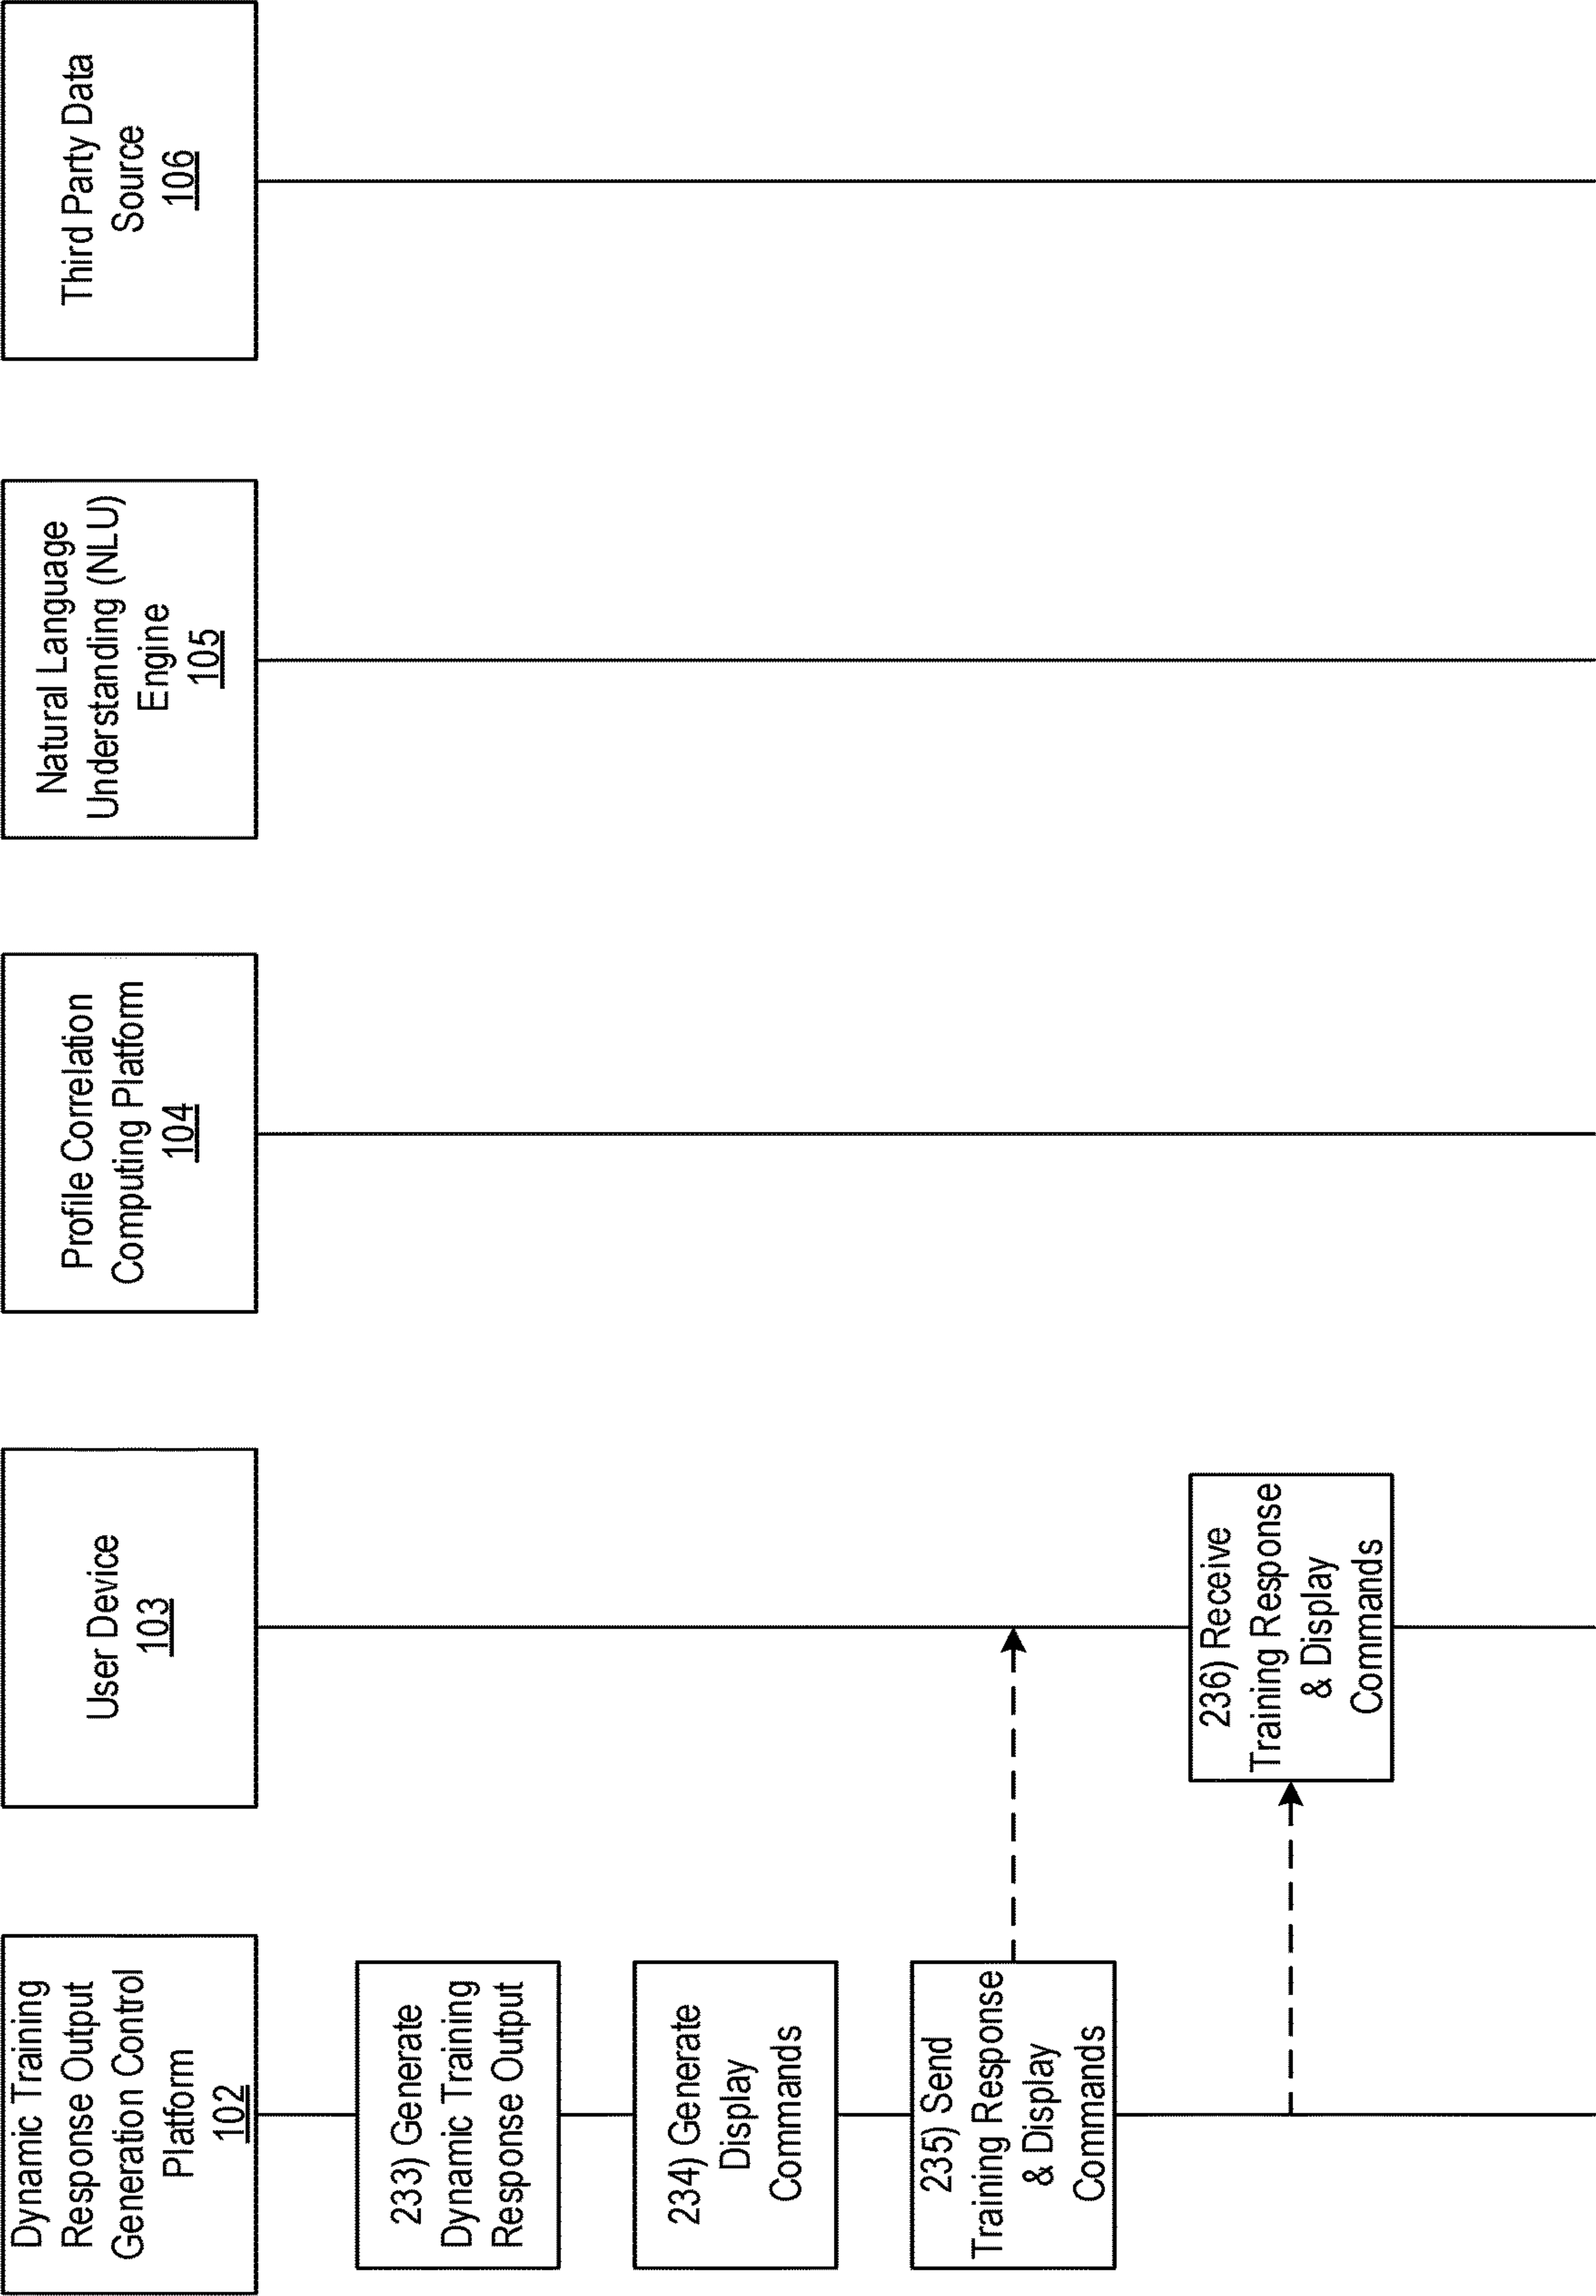 Dynamic Training
Response Output
Generation Control
Platform
102
User Device
103
Profile Correlation
Computing Platform
104
Natural Language
Understanding (NLU)
Engine
105
Third Party Data
Source
106
233) Generate
Dynamic Training
Response Output
234) Generate
Display
Commands
235) Send
Training Response
& Display
Commands
236) Receive
Training Response
& Display
Commands